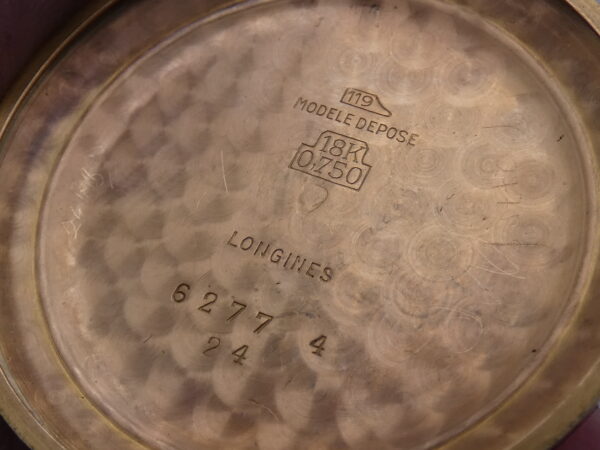 119
MODELE DEPOSE
18K
0,750
LONGINES
6277 4
24